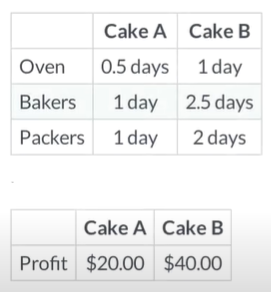 Cake A Cake B
Oven 0.5 days 1 day
Bakers 1 day 2.5 days
Packers 1 day 2 days
Cake A Cake B
Profit $20.00 $40.00